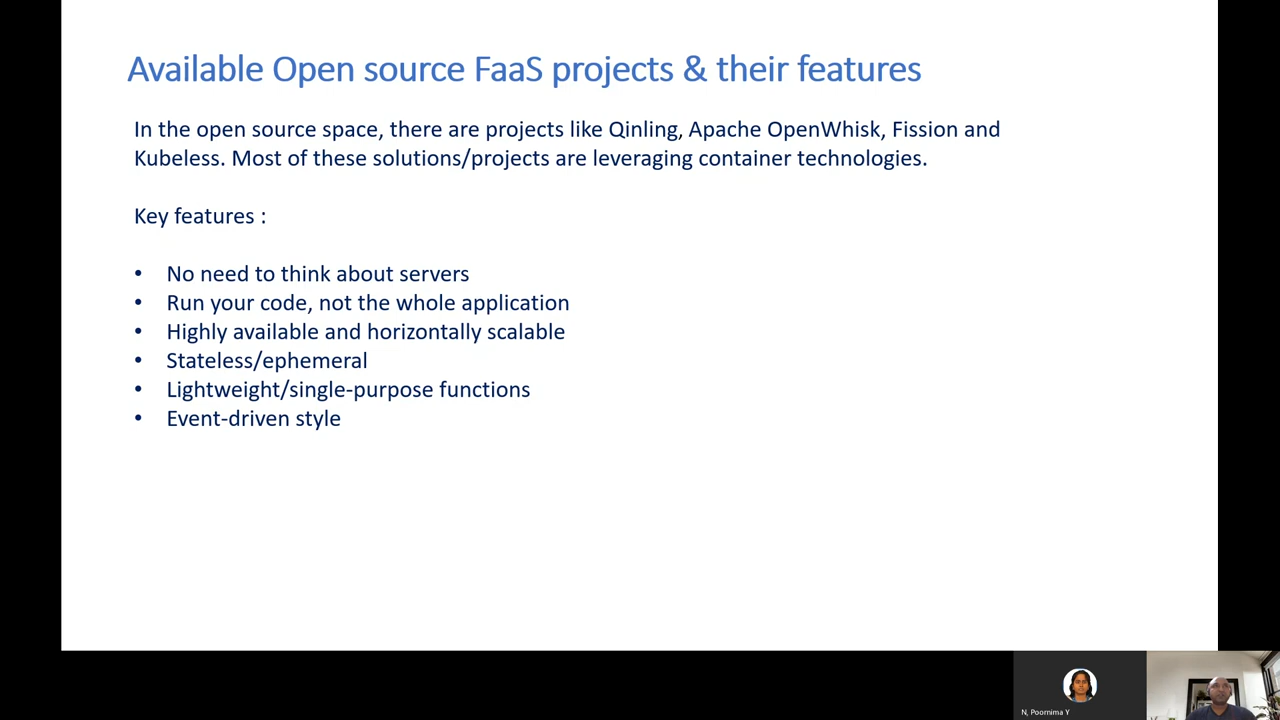 Available Open source FaaS projects & their features
In the open source space, there are projects like Qinling, Apache OpenWhisk, Fission and
Kubeless. Most of these solutions/projects are leveraging container technologies.
Key features :
• No need to think about servers
• Run your code, not the whole application
• Highly available and horizontally scalable
• Stateless/ephemeral
• Lightweight/single-purpose functions
• Event-driven style
N, Poornima Y